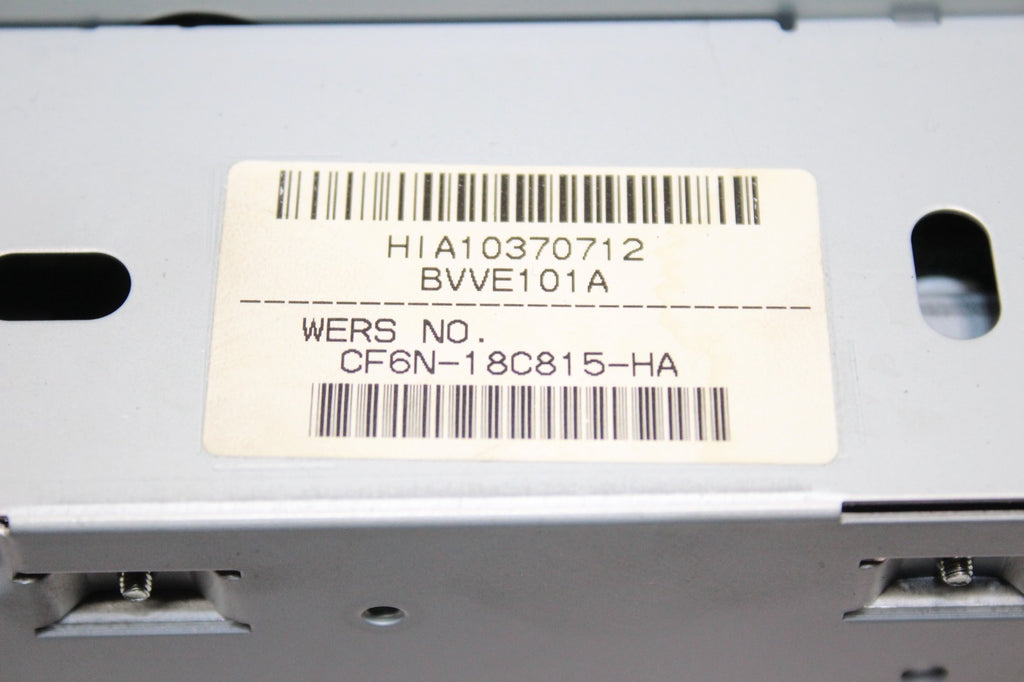 HIA10370712
BVVE101A
WERS NO.
CF6N-18C815-HA